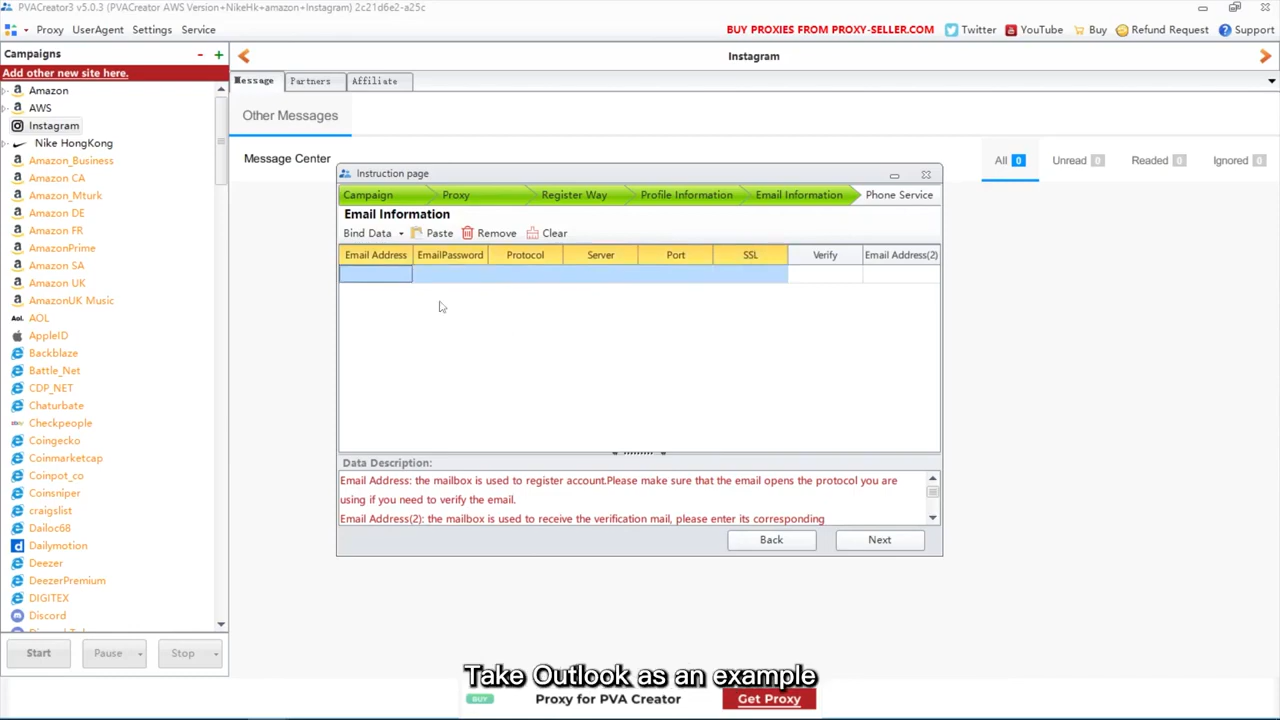 PVACreator3 v5.0.3 (PVACreator AWS Version+NikeHk+amazon+Instagram) 2c21d6e2-a25c
Proxy UserAgent Settings Service
BUY PROXIES FROM PROXY-SELLER.COM Twitter YouTube Buy Refund Request Support
Campaigns - +
Instagram
Add other new site here.
Message Partners Affiliate
Amazon
AWS
Instagram
Nike HongKong
Amazon_Business
Amazon CA
Amazon_Mturk
Amazon DE
Amazon FR
AmazonPrime
Amazon SA
Amazon UK
AmazonUK Music
AOL
AppleID
Backblaze
Battle_Net
CDP_NET
Chaturbate
Checkpeople
Coingecko
Coinmarketcap
Coinpot_co
Coinsniper
craigslist
Dailoc68
Dailymotion
Deezer
DeezerPremium
DIGITEX
Discord
Start Pause Stop
Other Messages
Message Center
All 0 Unread 0 Readed 0 Ignored 0
Instruction page
Campaign Proxy Register Way Profile Information Email Information Phone Service
Email Information
Bind Data Paste Remove Clear
Email Address EmailPassword Protocol Server Port SSL Verify Email Address(2)
Data Description:
Email Address: the mailbox is used to register account.Please make sure that the email opens the protocol you are
using if you need to verify the email.
Email Address(2): the mailbox is used to receive the verification mail, please enter its corresponding
Back Next
Take Outlook as an example
BUY Proxy for PVA Creator Get Proxy